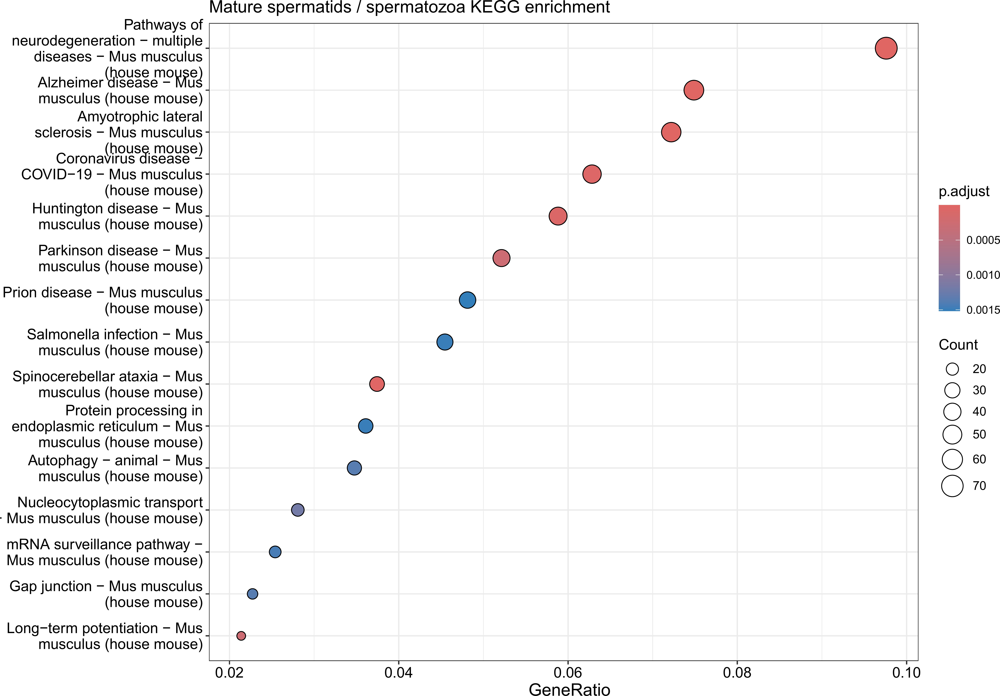 Mature spermatids / spermatozoa KEGG enrichment
Pathways of
neurodegeneration − multiple
diseases − Mus musculus
(house mouse)
Alzheimer disease − Mus
musculus (house mouse)
Amyotrophic lateral
sclerosis − Mus musculus
(house mouse)
Coronavirus disease −
COVID−19 − Mus musculus
(house mouse)
Huntington disease − Mus
musculus (house mouse)
Parkinson disease − Mus
musculus (house mouse)
Prion disease − Mus musculus
(house mouse)
Salmonella infection − Mus
musculus (house mouse)
Spinocerebellar ataxia − Mus
musculus (house mouse)
Protein processing in
endoplasmic reticulum − Mus
musculus (house mouse)
Autophagy − animal − Mus
musculus (house mouse)
Nucleocytoplasmic transport
− Mus musculus (house mouse)
mRNA surveillance pathway −
Mus musculus (house mouse)
Gap junction − Mus musculus
(house mouse)
Long−term potentiation − Mus
musculus (house mouse)
0.02
0.04
0.06
0.08
0.10
GeneRatio
p.adjust
0.0005
0.0010
0.0015
Count
20
30
40
50
60
70